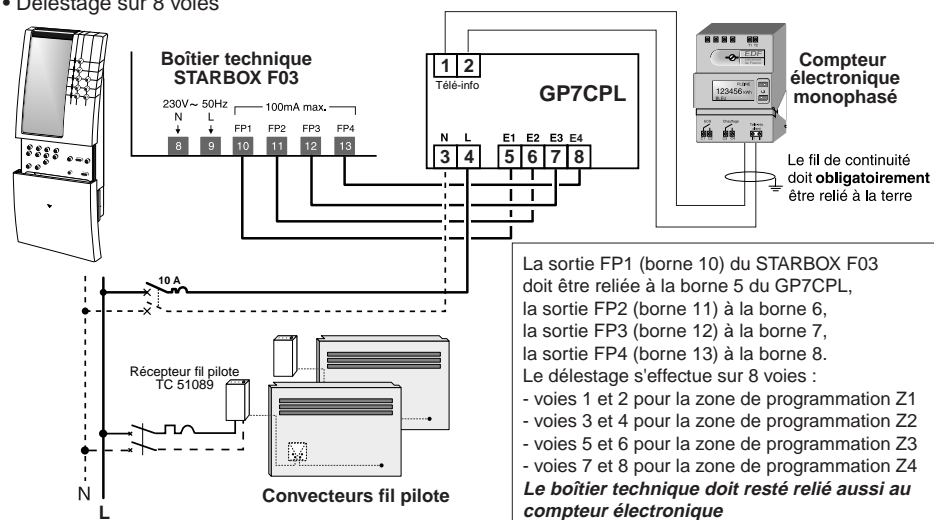 • Délestage sur 8 voies
Boîtier technique
STARBOX F03
230V~ 50Hz
N L
100mA max.
FP1 FP2 FP3 FP4
8 9 10 11 12 13
1 2
Télé-info
GP7CPL
N L E1 E2 E3 E4
3 4 5 6 7 8
EDF
123456 kWh
BLEU
Compteur
électronique
monophasé
Le fil de continuité
doit obligatoirement
être relié à la terre
10 A
Récepteur fil pilote
TC 51089
Convecteurs fil pilote
N
L
La sortie FP1 (borne 10) du STARBOX F03
doit être reliée à la borne 5 du GP7CPL,
la sortie FP2 (borne 11) à la borne 6,
la sortie FP3 (borne 12) à la borne 7,
la sortie FP4 (borne 13) à la borne 8.
Le délestage s'effectue sur 8 voies :
- voies 1 et 2 pour la zone de programmation Z1
- voies 3 et 4 pour la zone de programmation Z2
- voies 5 et 6 pour la zone de programmation Z3
- voies 7 et 8 pour la zone de programmation Z4
Le boîtier technique doit resté relié aussi au
compteur électronique